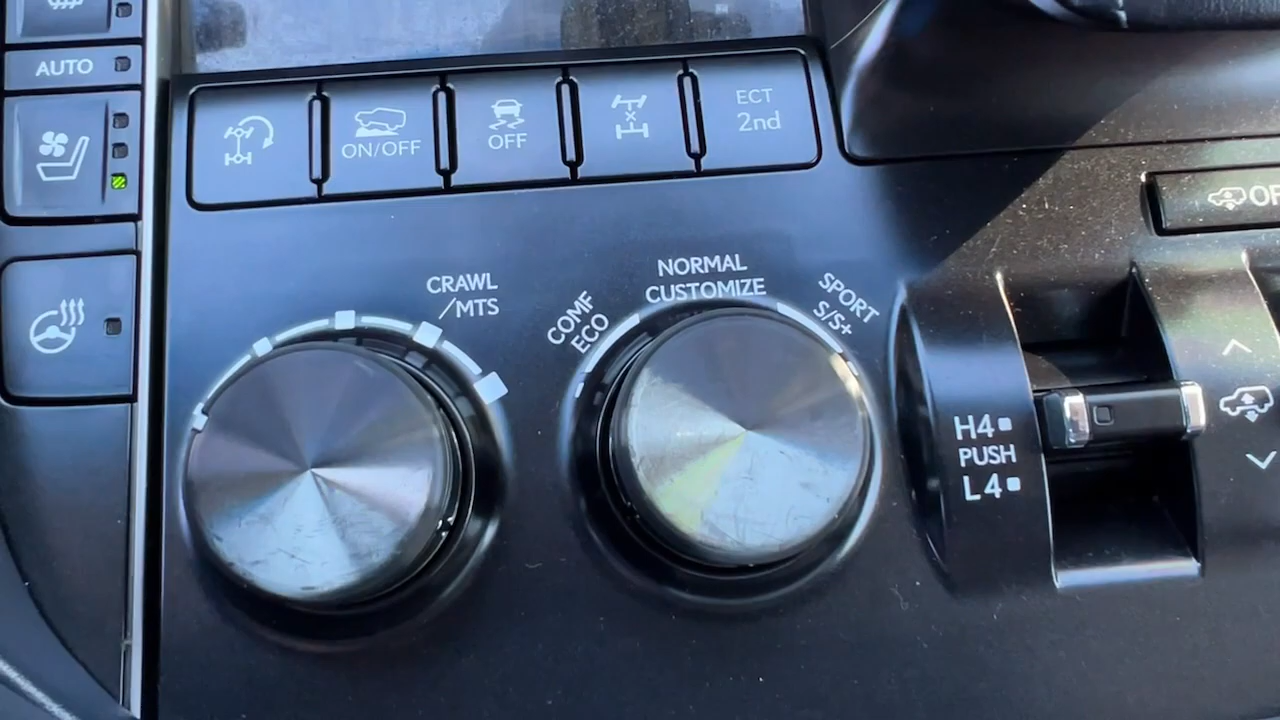 AUTO
ON/OFF
OFF
ECT
2nd
CRAWL
/MTS
COMF
ECO
NORMAL
CUSTOMIZE
SPORT
S/S+
H4
PUSH
L4